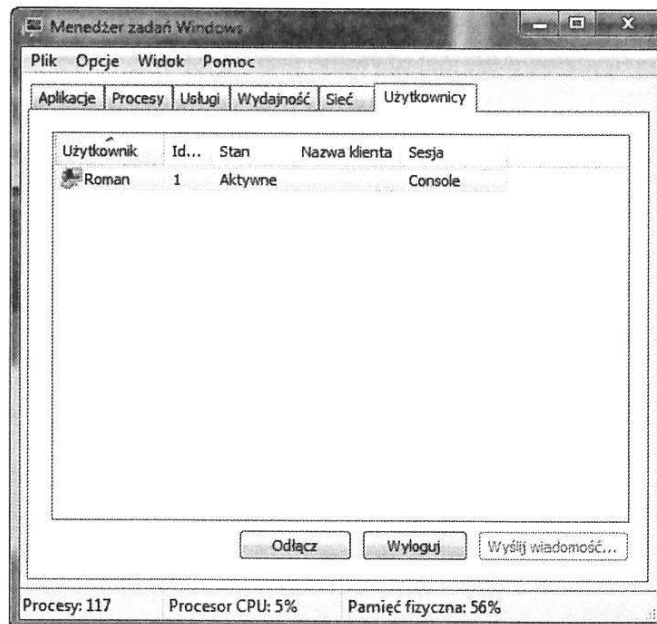 Menedżer zadań Windows
Plik Opcje Widok Pomoc
Aplikacje Procesy Usługi Wydajność Sieć Użytkownicy
Użytkownik Id... Stan Nazwa klienta Sesja
Roman 1 Aktywne Console
Odłącz Wyloguj Wyślij wiadomość...
Procesy: 117 Procesor CPU: 5% Pamięć fizyczna: 56%